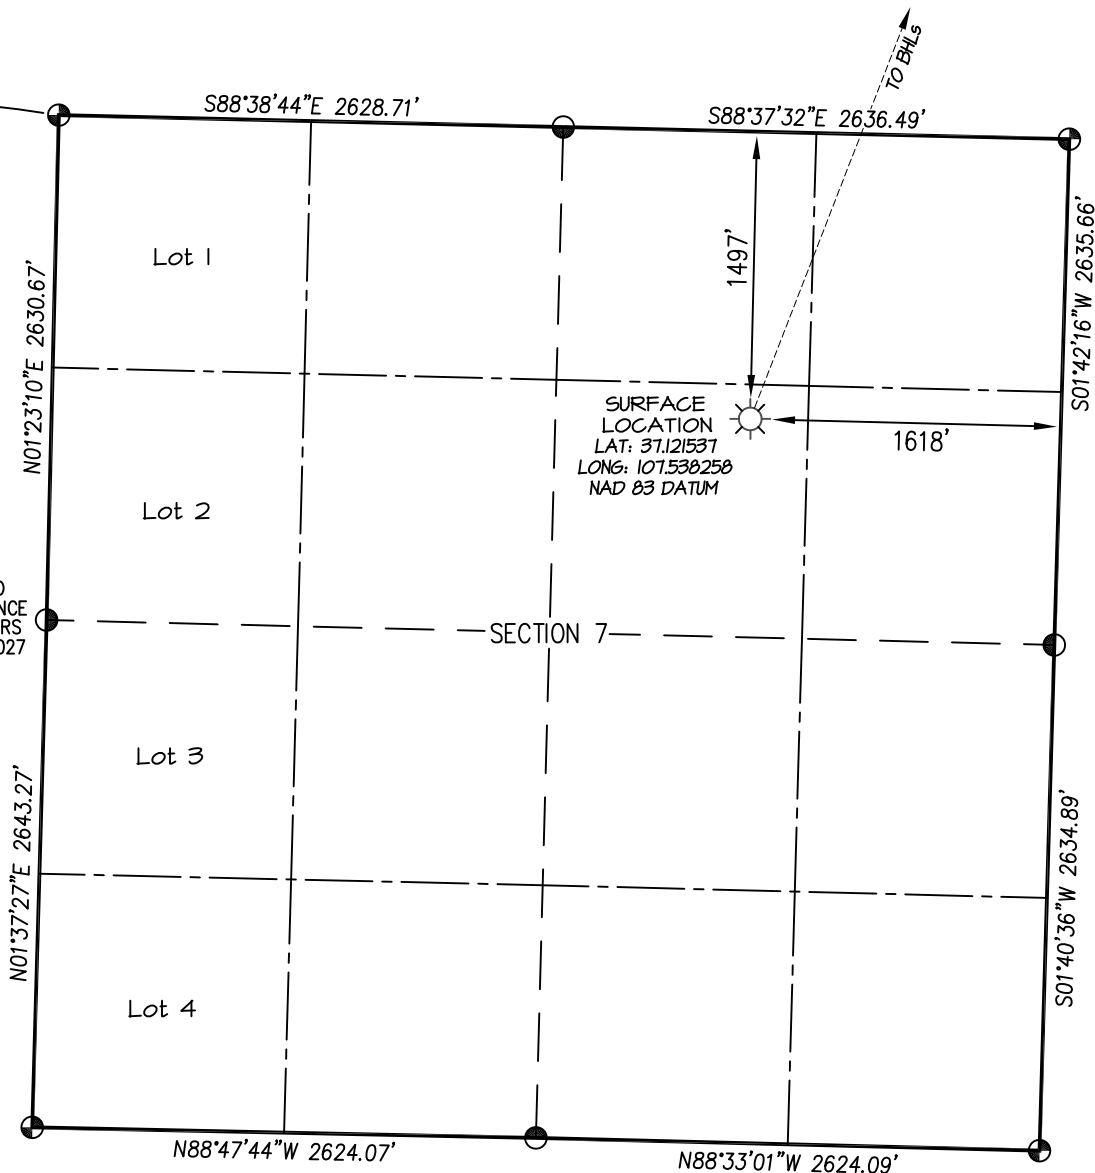 TO BHLs
S88°38'44"E 2628.71'
S88°37'32"E 2636.49'
N01°23'10"E 2630.67'
S01°42'16"W 2635.66'
Lot 1
1497'
SURFACE
LOCATION
LAT: 37.121537
LONG: 107.538258
NAD 83 DATUM
1618'
Lot 2
NCE
RS
027
SECTION 7
Lot 3
N01°37'27"E 2643.27'
S01°40'36"W 2634.89'
Lot 4
N88°47'44"W 2624.07'
N88°33'01"W 2624.09'